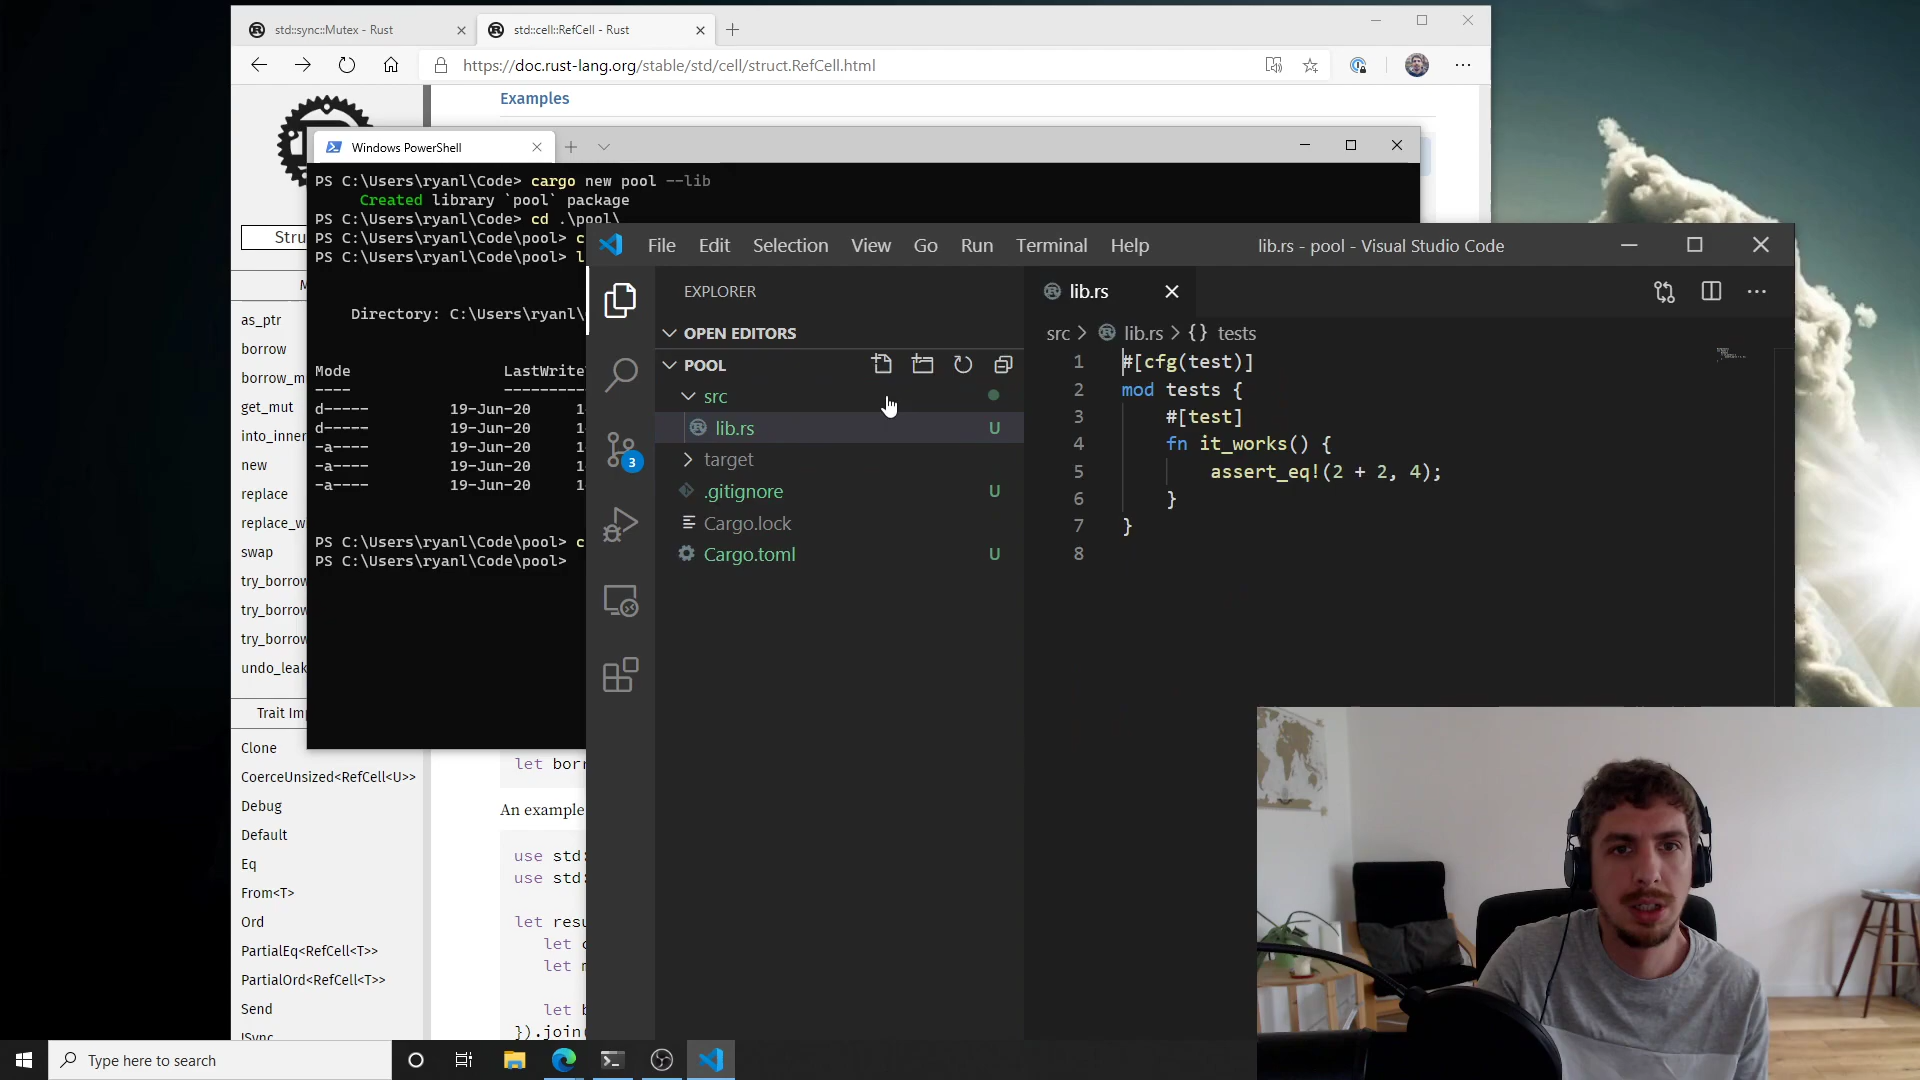 std::sync::Mutex - Rust
std::cell::RefCell - Rust
https://doc.rust-lang.org/stable/std/cell/struct.RefCell.html
Examples
Windows PowerShell
PS C:\Users\ryanl\Code> cargo new pool --lib
Created library `pool` package
PS C:\Users\ryanl\Code> cd .\pool\
PS C:\Users\ryanl\Code\pool> c
PS C:\Users\ryanl\Code\pool> l
Directory: C:\Users\ryanl\
Mode LastWrite
---- ---------
d----- 19-Jun-20
d----- 19-Jun-20
-a---- 19-Jun-20
-a---- 19-Jun-20
-a---- 19-Jun-20
PS C:\Users\ryanl\Code\pool> c
PS C:\Users\ryanl\Code\pool>
Stru
M
as_ptr
borrow
borrow_m
get_mut
into_inner
new
replace
replace_w
swap
try_borrow
try_borrow
try_borrow
undo_leak
Trait Im
Clone
CoerceUnsized<RefCell<U>>
Debug
Default
Eq
From<T>
Ord
PartialEq<RefCell<T>>
PartialOrd<RefCell<T>>
Send
!Sync
let borr
An example
use std:
use std:
let resu
let c
let m
let b
}).join(
File Edit Selection View Go Run Terminal Help
lib.rs - pool - Visual Studio Code
EXPLORER
OPEN EDITORS
POOL
src
lib.rs U
target
.gitignore U
Cargo.lock
Cargo.toml U
3
lib.rs
src > lib.rs > {} tests
1 #[cfg(test)]
2 mod tests {
3 #[test]
4 fn it_works() {
5 assert_eq!(2 + 2, 4);
6 }
7 }
8
Type here to search